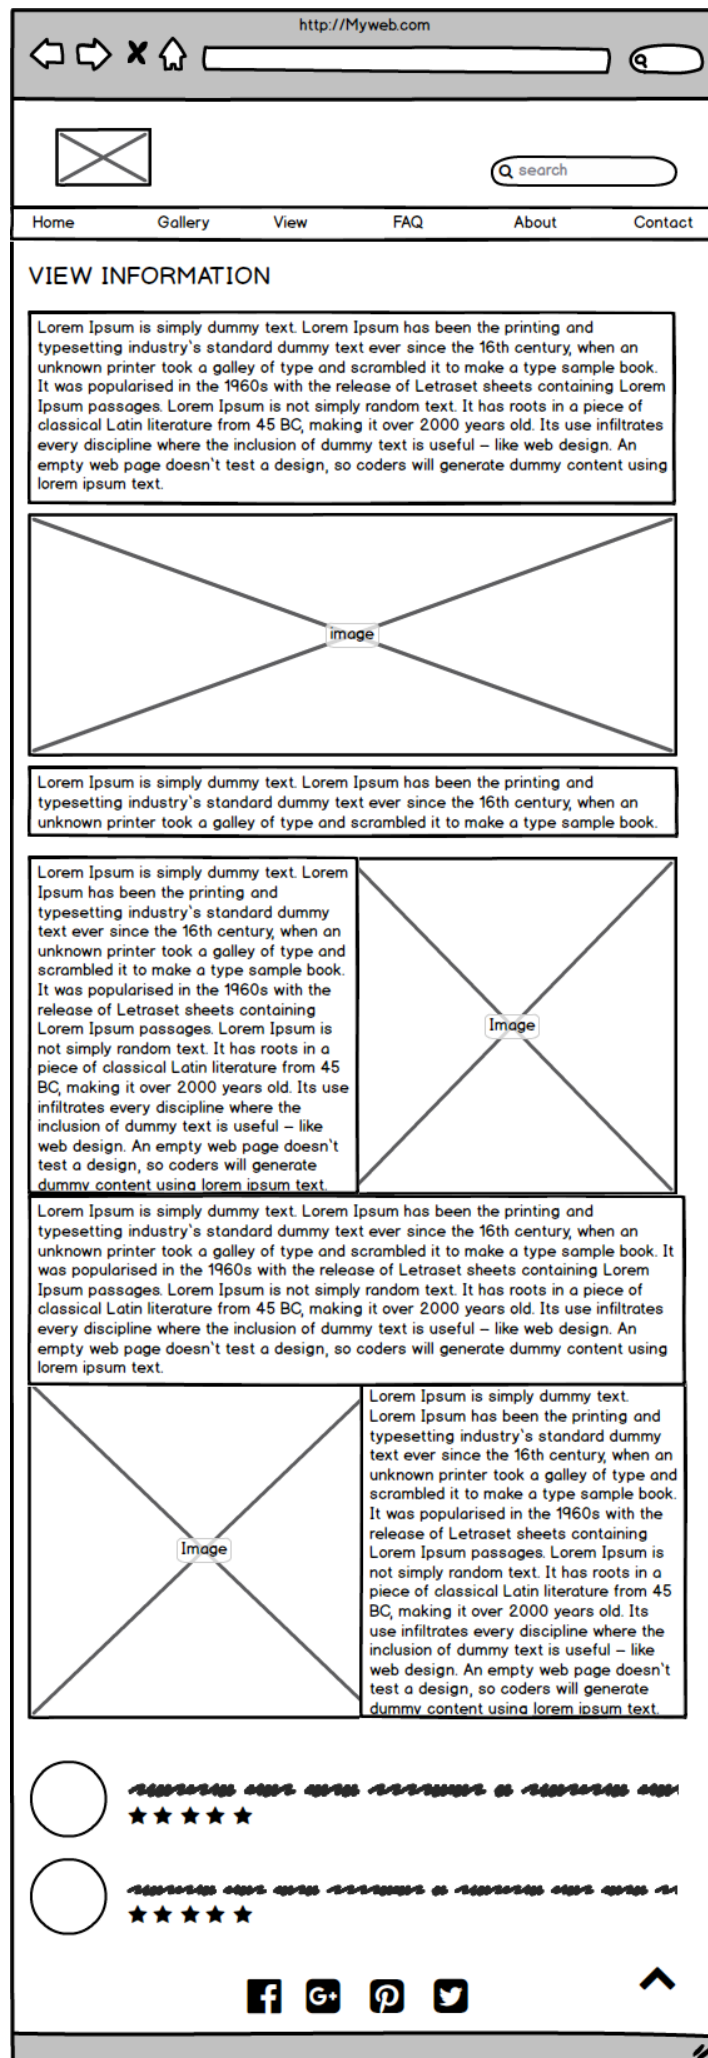 http://Myweb.com
search
Home Gallery View FAQ About Contact
VIEW INFORMATION
Lorem Ipsum is simply dummy text. Lorem Ipsum has been the printing and
typesetting industry`s standard dummy text ever since the 16th century, when an
unknown printer took a galley of type and scrambled it to make a type sample book.
It was popularised in the 1960s with the release of Letraset sheets containing Lorem
Ipsum passages. Lorem Ipsum is not simply random text. It has roots in a piece of
classical Latin literature from 45 BC, making it over 2000 years old. Its use infiltrates
every discipline where the inclusion of dummy text is useful – like web design. An
empty web page doesn`t test a design, so coders will generate dummy content using
lorem ipsum text.
image
Lorem Ipsum is simply dummy text. Lorem Ipsum has been the printing and
typesetting industry`s standard dummy text ever since the 16th century, when an
unknown printer took a galley of type and scrambled it to make a type sample book.
Lorem Ipsum is simply dummy text. Lorem
Ipsum has been the printing and
typesetting industry`s standard dummy
text ever since the 16th century, when an
unknown printer took a galley of type and
scrambled it to make a type sample book.
It was popularised in the 1960s with the
release of Letraset sheets containing
Lorem Ipsum passages. Lorem Ipsum is
not simply random text. It has roots in a
piece of classical Latin literature from 45
BC, making it over 2000 years old. Its use
infiltrates every discipline where the
inclusion of dummy text is useful – like
web design. An empty web page doesn`t
test a design, so coders will generate
dummy content using lorem ipsum text.
Image
Lorem Ipsum is simply dummy text. Lorem Ipsum has been the printing and
typesetting industry`s standard dummy text ever since the 16th century, when an
unknown printer took a galley of type and scrambled it to make a type sample book. It
was popularised in the 1960s with the release of Letraset sheets containing Lorem
Ipsum passages. Lorem Ipsum is not simply random text. It has roots in a piece of
classical Latin literature from 45 BC, making it over 2000 years old. Its use infiltrates
every discipline where the inclusion of dummy text is useful – like web design. An
empty web page doesn`t test a design, so coders will generate dummy content using
lorem ipsum text.
Image
Lorem Ipsum is simply dummy text.
Lorem Ipsum has been the printing and
typesetting industry`s standard dummy
text ever since the 16th century, when an
unknown printer took a galley of type and
scrambled it to make a type sample book.
It was popularised in the 1960s with the
release of Letraset sheets containing
Lorem Ipsum passages. Lorem Ipsum is
not simply random text. It has roots in a
piece of classical Latin literature from 45
BC, making it over 2000 years old. Its
use infiltrates every discipline where the
inclusion of dummy text is useful – like
web design. An empty web page doesn`t
test a design, so coders will generate
dummy content using lorem ipsum text.